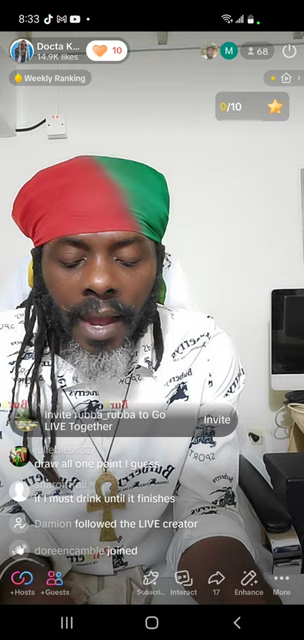 8:33
Docta K...
14.9K likes
10
M
68
Weekly Ranking
0/10
Invite rubba_rubba to Go
LIVE Together
Invite
draw all one point I guess
if I must drink until it finishes
Damion followed the LIVE creator
doreencamble joined
+Hosts
+Guests
Subscri...
Interact
17
Enhance
More